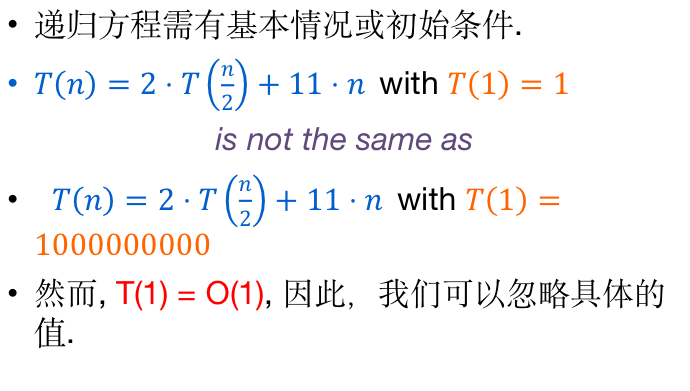 • 递归方程需有基本情况或初始条件.
• T(n) = 2 · T(n/2) + 11 · n with T(1) = 1
is not the same as
• T(n) = 2 · T(n/2) + 11 · n with T(1) =
1000000000
• 然而, T(1) = O(1), 因此，我们可以忽略具体的
值.